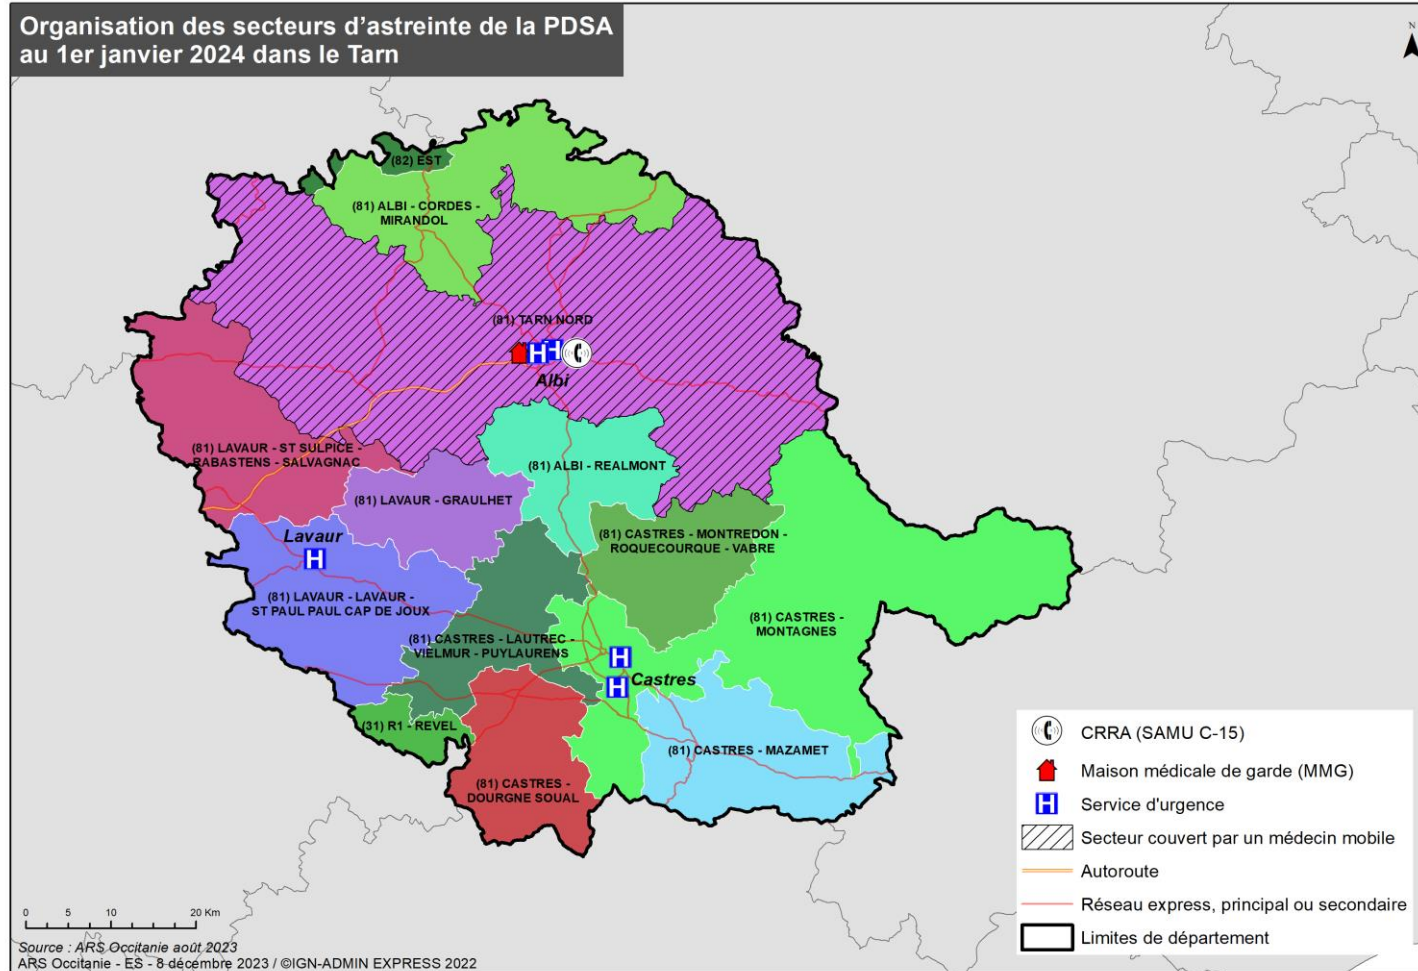 Organisation des secteurs d'astreinte de la PDSA
au 1er janvier 2024 dans le Tarn
N
(82) EST
(81) ALBI - CORDES -
MIRANDOL
(81) TARN NORD
H
H
Albi
(81) LAVAUR - ST SULPICE -
RABASTENS - SALVAGNAC
(81) ALBI - REALMONT
(81) LAVAUR - GRAULHET
Lavaur
H
(81) CASTRES - MONTREDON -
ROQUECOURQUE - VABRE
(81) LAVAUR - LAVAUR -
ST PAUL PAUL CAP DE JOUX
(81) CASTRES -
MONTAGNES
(81) CASTRES - LAUTREC -
VIELMUR - PUYLAURENS
H
H
Castres
(31) R1 - REVEL
(81) CASTRES - MAZAMET
(81) CASTRES -
DOURGNE SOUAL
CRRA (SAMU C-15)
Maison médicale de garde (MMG)
H
Service d'urgence
Secteur couvert par un médecin mobile
Autoroute
Réseau express, principal ou secondaire
Limites de département
0 5 10 20 Km
Source : ARS Occitanie août 2023
ARS Occitanie - ES - 8 décembre 2023 / ©IGN-ADMIN EXPRESS 2022